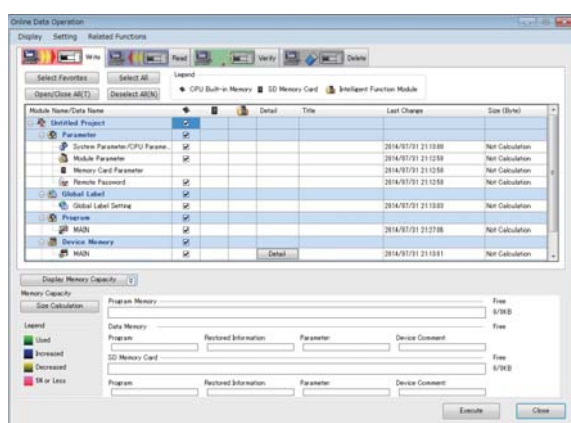 Online Data Operation
Display Setting Related Functions
Write Read Verify Delete
Select Favorites Select All Legend
Open/Close All(T) Deselect All(N) CPU Built-in Memory SD Memory Card Intelligent Function Module
Module Name/Data Name Detail Title Last Change Size (Byte)
Untitled Project
Parameter
System Parameter/CPU Parame... 2014/07/31 21:13:00 Not Calculation
Module Parameter 2014/07/31 21:12:59 Not Calculation
Memory Card Parameter 2014/07/31 21:12:58 Not Calculation
Remote Password 2014/07/31 21:12:58 Not Calculation
Global Label
Global Label Setting 2014/07/31 21:13:03 Not Calculation
Program
MAIN 2014/07/31 21:27:06 Not Calculation
Device Memory
MAIN Detail 2014/07/31 21:13:01 Not Calculation
Display Memory Capacity
Memory Capacity
Size Calculation Program Memory Free
0/0KB
Legend Data Memory Free
Used Program Restored Information Parameter Device Comment
Increased SD Memory Card Free
Decreased 0/0KB
5% or Less Program Restored Information Parameter Device Comment
Execute Close